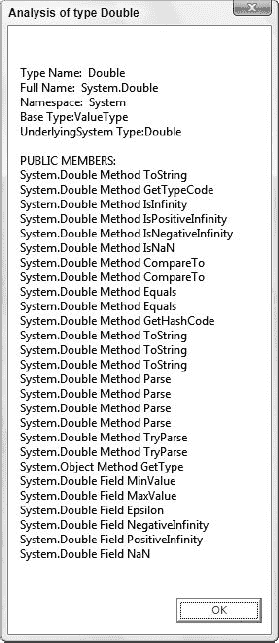 Analysis of type Double
Type Name:  Double
Full Name:  System.Double
Namespace:  System
Base Type:ValueType
UnderlyingSystem Type:Double
PUBLIC MEMBERS:
System.Double Method ToString
System.Double Method GetTypeCode
System.Double Method IsInfinity
System.Double Method IsPositiveInfinity
System.Double Method IsNegativeInfinity
System.Double Method IsNaN
System.Double Method CompareTo
System.Double Method CompareTo
System.Double Method Equals
System.Double Method Equals
System.Double Method GetHashCode
System.Double Method ToString
System.Double Method ToString
System.Double Method ToString
System.Double Method Parse
System.Double Method Parse
System.Double Method Parse
System.Double Method Parse
System.Double Method TryParse
System.Double Method TryParse
System.Object Method GetType
System.Double Field MinValue
System.Double Field MaxValue
System.Double Field Epsilon
System.Double Field NegativeInfinity
System.Double Field PositiveInfinity
System.Double Field NaN
OK